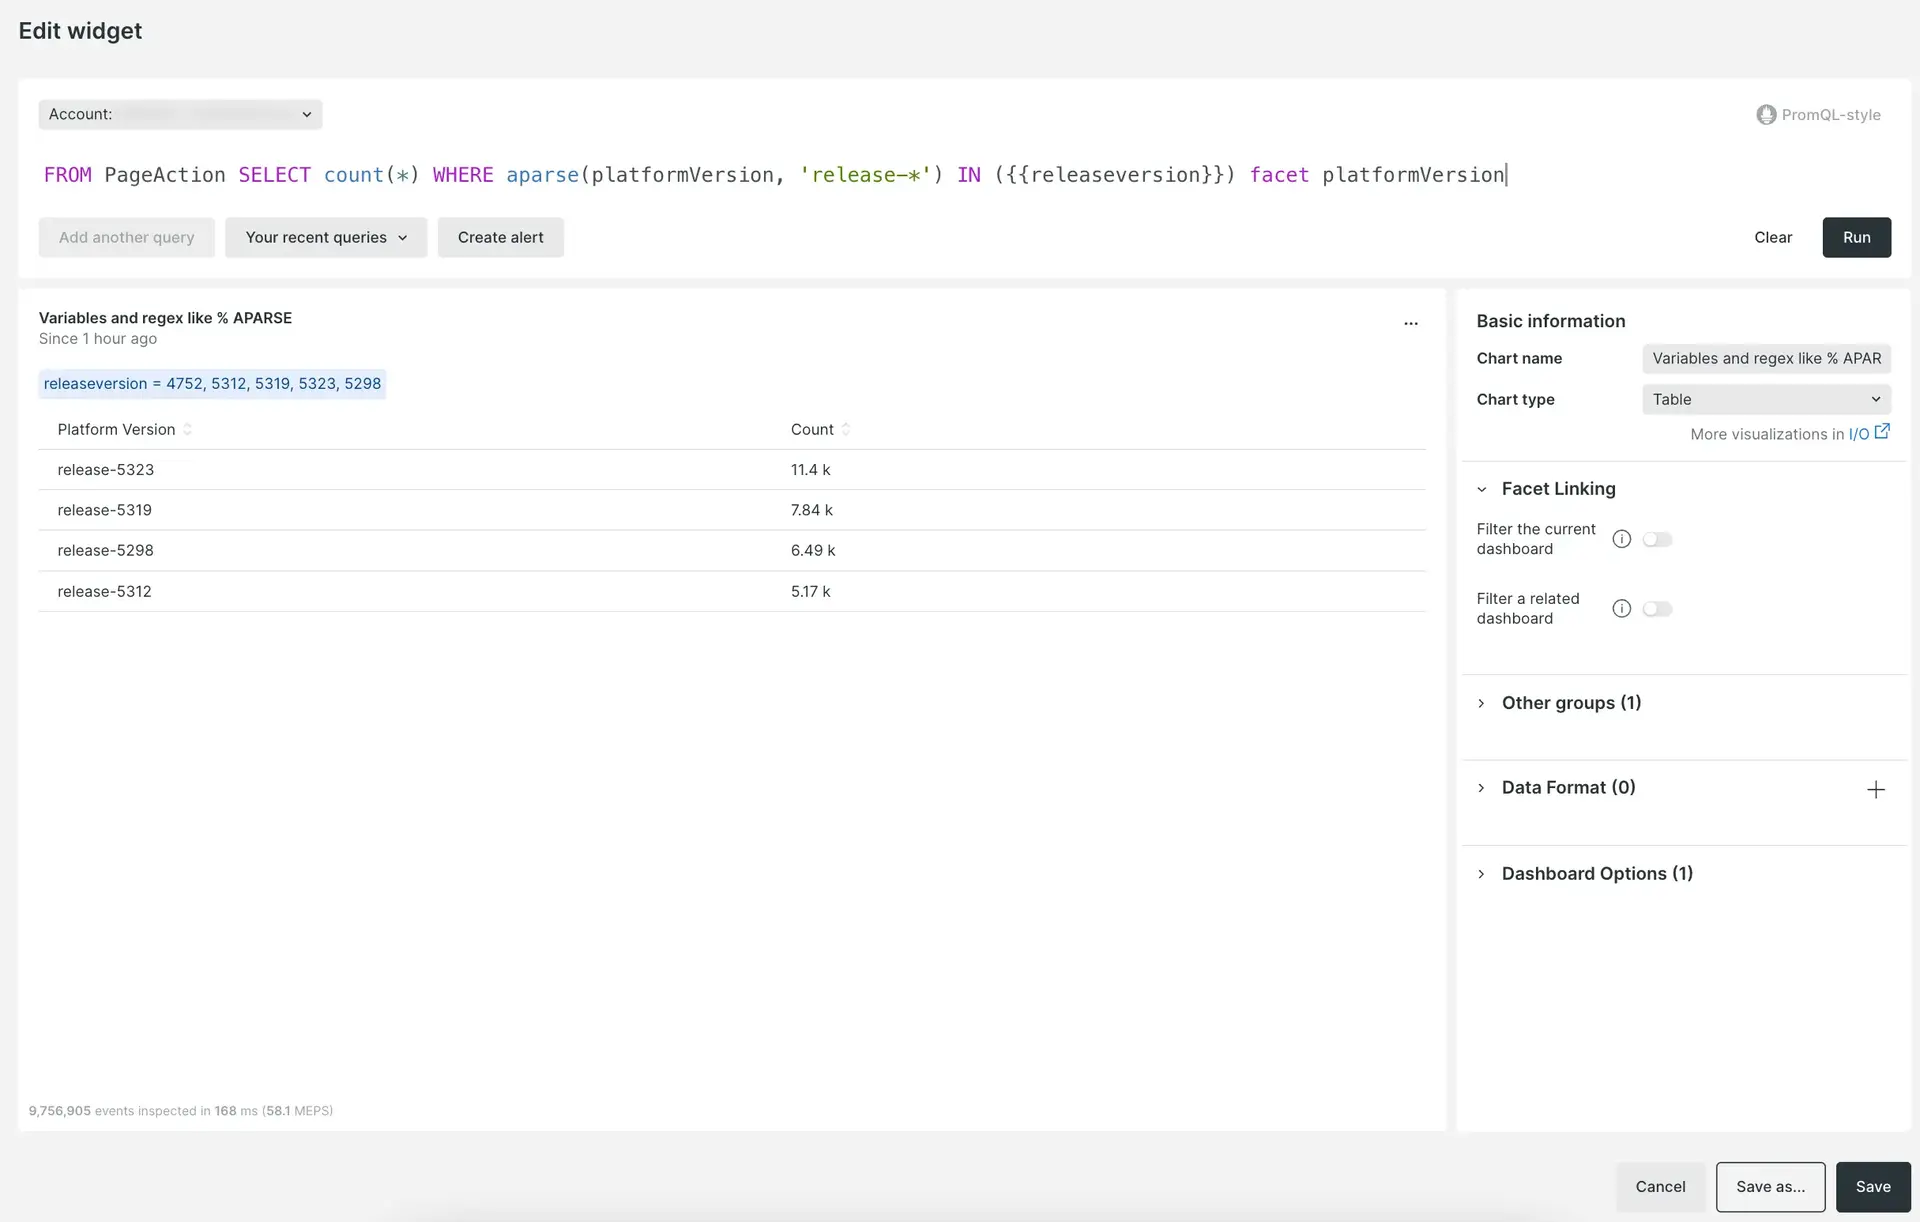 Edit widget
Account:
PromQL-style
FROM PageAction SELECT count(*) WHERE aparse(platformVersion, 'release-*') IN ({{releaseversion}}) facet platformVersion
Add another query
Your recent queries
Create alert
Clear
Run
Variables and regex like % APARSE
Since 1 hour ago
...
releaseversion = 4752, 5312, 5319, 5323, 5298
Platform Version Count
release-5323 11.4 k
release-5319 7.84 k
release-5298 6.49 k
release-5312 5.17 k
9,756,905 events inspected in 168 ms (58.1 MEPS)
Basic information
Chart name Variables and regex like % APAR
Chart type Table
More visualizations in I/O
Facet Linking
Filter the current
dashboard
Filter a related
dashboard
Other groups (1)
Data Format (0)
Dashboard Options (1)
Cancel
Save as...
Save